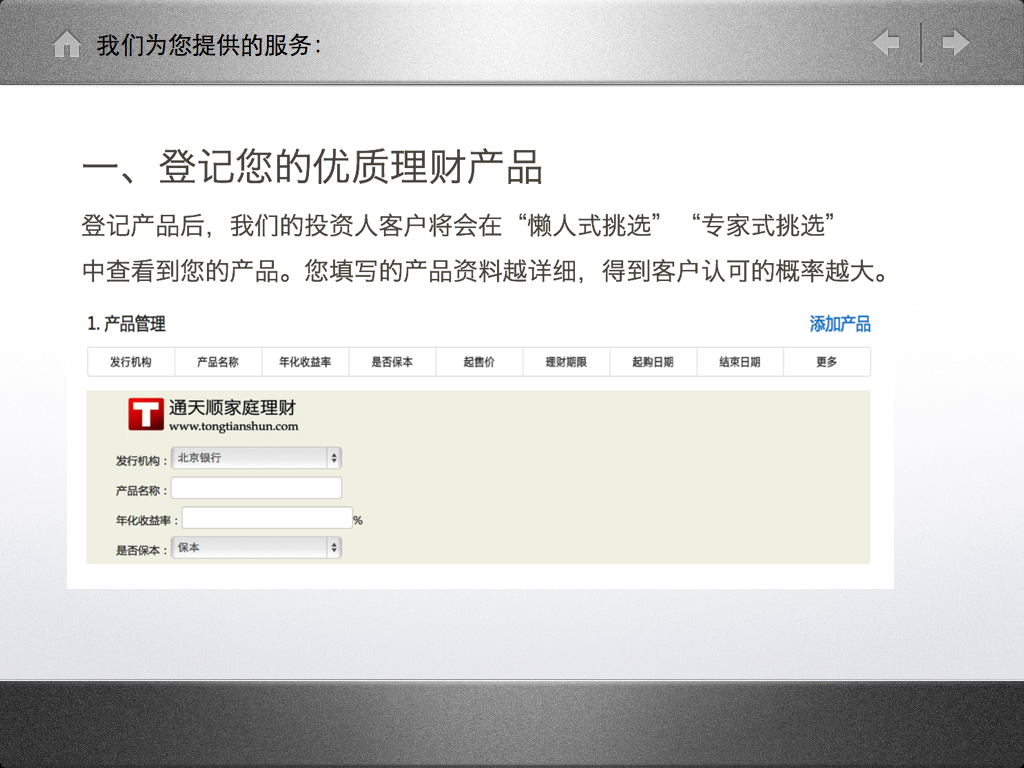 我们为您提供的服务：
一、登记您的优质理财产品
登记产品后，我们的投资人客户将会在“懒人式挑选”“专家式挑选”
中查看到您的产品。您填写的产品资料越详细，得到客户认可的概率越大。
1. 产品管理 添加产品
发行机构 产品名称 年化收益率 是否保本 起售价 理财期限 起购日期 结束日期 更多
T 通天顺家庭理财
www.tongtianshun.com
发行机构： 北京银行
产品名称：
年化收益率： %
是否保本： 保本